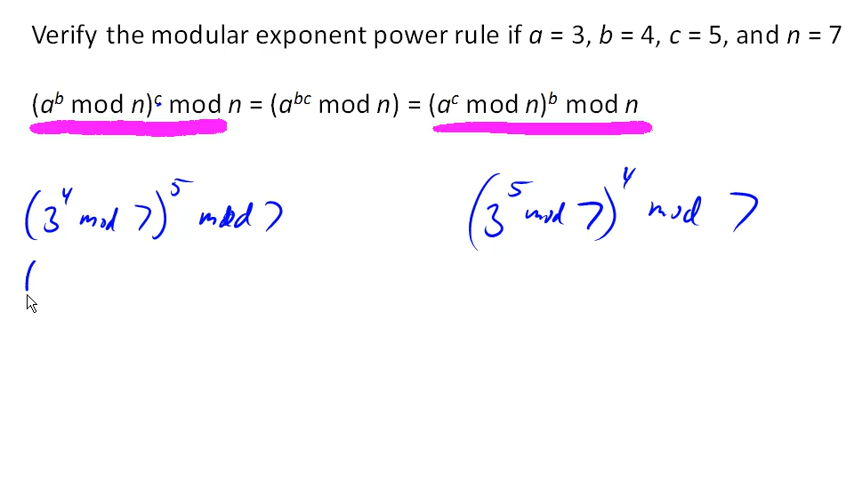 Verify the modular exponent power rule if a = 3, b = 4, c = 5, and n = 7
(a^b mod n)^c mod n = (a^bc mod n) = (a^c mod n)^b mod n
(3^4 mod 7)^5 mod 7 (3^5 mod 7)^4 mod 7
(